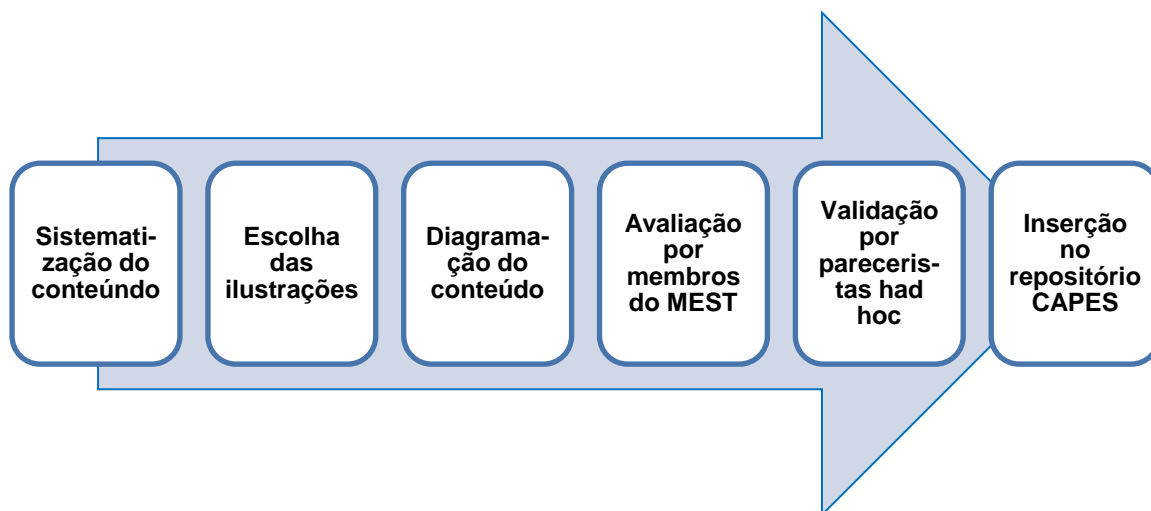 Sistemati-
zação do
conteúndo
Escolha
das
ilustrações
Diagrama-
ção do
conteúdo
Avaliação
por
membros
do MEST
Validação
por
pareceris-
tas had
hoc
Inserção
no
repositório
CAPES